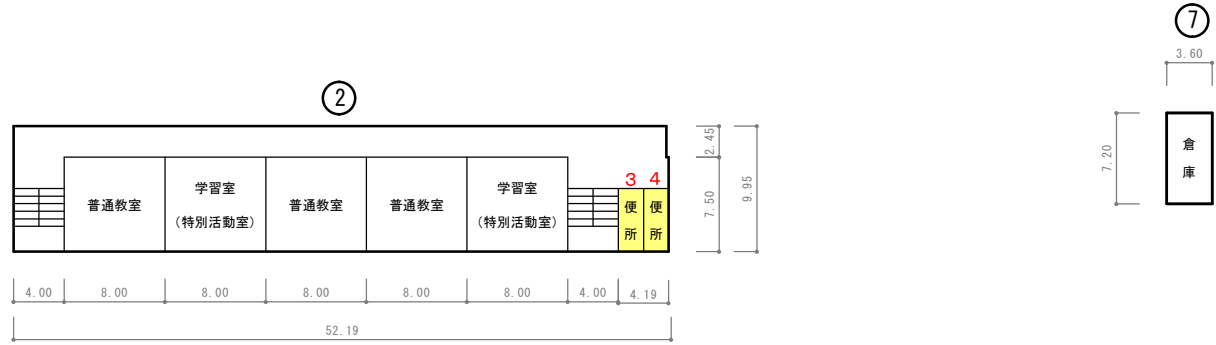 ②
⑦
3.60
2.45
7.50
9.95
7.20
倉庫
3 4
普通教室
学習室
(特別活動室)
普通教室
普通教室
学習室
(特別活動室)
便所
便所
4.00 8.00 8.00 8.00 8.00 8.00 4.00 4.19
52.19